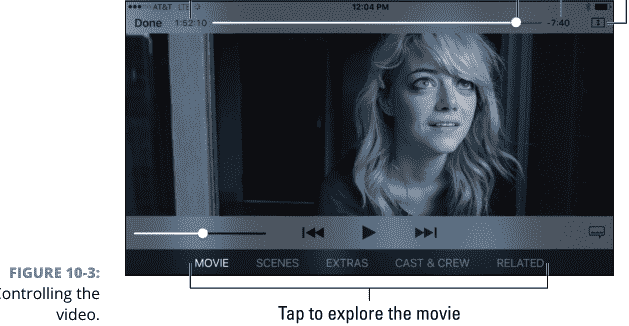 AT&T LTE 12:04 PM
Done 1:52:10 -7:40
MOVIE SCENES EXTRAS CAST & CREW RELATED
FIGURE 10-3:
Controlling the
video.
Tap to explore the movie